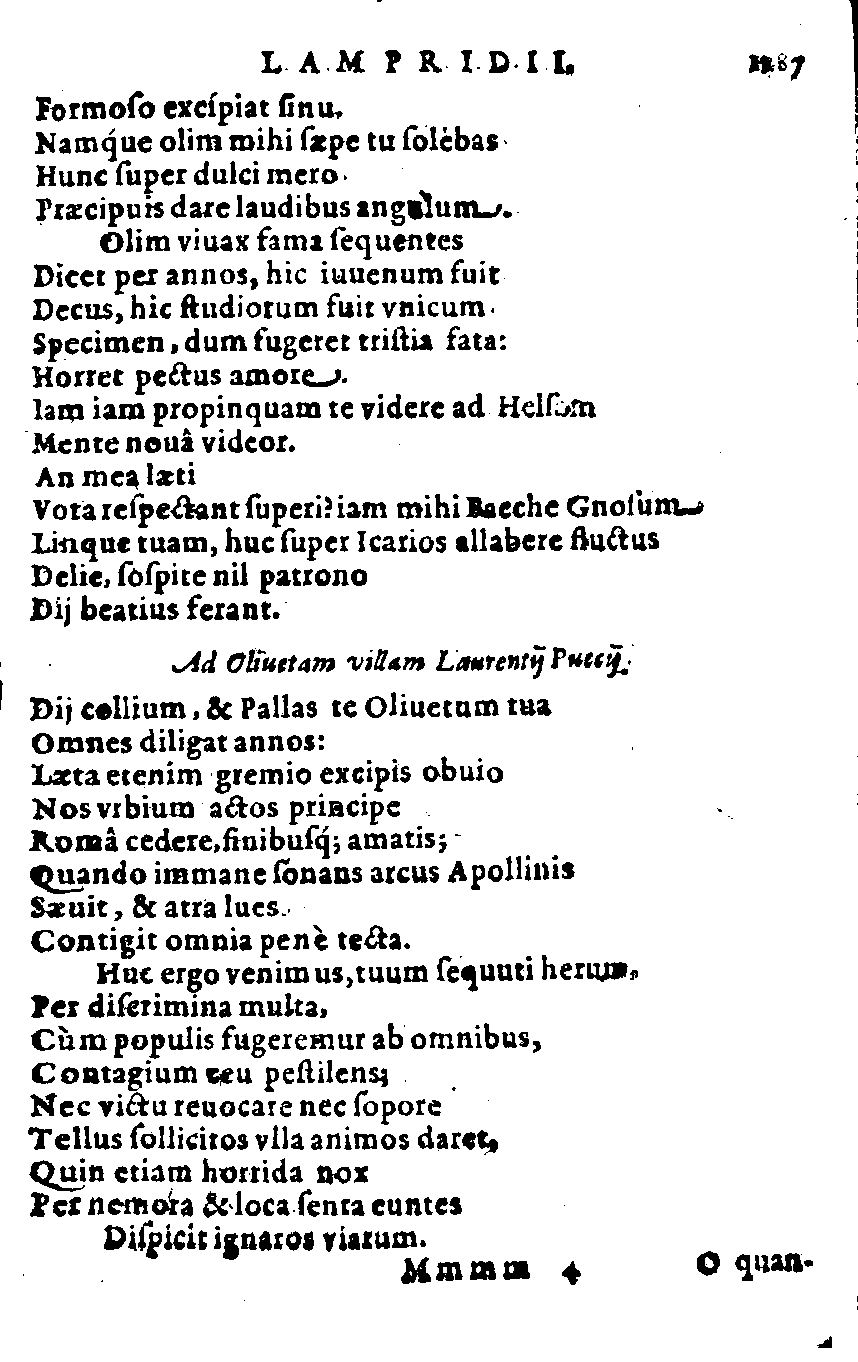 LAMPRIDII. 1287
Formoſo excípiat ſinu,
Namq́ue olim mihi ſæpe tu ſolèbas
Hunc ſuper dulci mero.
Præcipuis dare laudibus angulum.
Olim viuax fama ſequentes
Dicet per annos, hic iuuenum fuit
Decus, hic ſtudiorum fuit vnicum.
Specimen, dum fugeret triſtia fata:
Horret pectus amore.
Iam iam propinquam te videre ad Helſom
Mente nouâ videor.
An mea læti
Vota reſpectant ſuperi? iam mihi Baeche Gnoſum
Linque tuam, huc ſuper Icarios allabere fluctus
Delie, ſoſpite nil patrono
Dij beatius ferant.
Ad Oliuetam villam Laurentij Puccij.
Dij collium, & Pallas te Oliuetum tua
Omnes diligat annos:
Læta etenim gremio excipis obuio
Nos vrbium actos principe
Româ cedere, finibuſq́; amatis;
Quando immane ſonans arcus Apollinis
Sæuit, & atra lues.
Contigit omnia penè tecta.
Huc ergo venimus, tuum ſequuti herum,
Per diſcrimina multa,
Cùm populis fugeremur ab omnibus,
Contagium ceu peſtilens;
Nec victu reuocare nec ſopore
Tellus ſollicitos vlla animos daret,
Quin etiam horrida nox
Per nemora & loca ſenta euntes
Diſpicit ignaros viarum.
Mmmm 4 O quan-